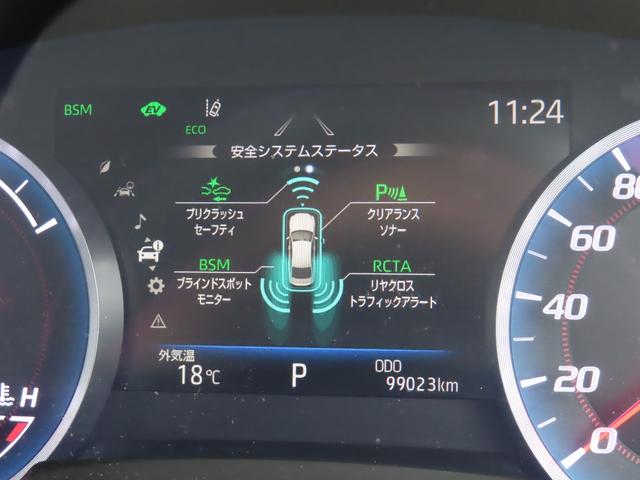 BSM EV 11:24
ECO
安全システムステータス
プリクラッシュ
セーフティ
P
クリアランス
ソナー
BSM
ブラインドスポット
モニター
RCTA
リヤクロス
トラフィックアラート
外気温
18℃
P
ODO
99023km
H
80
60
40
20
0